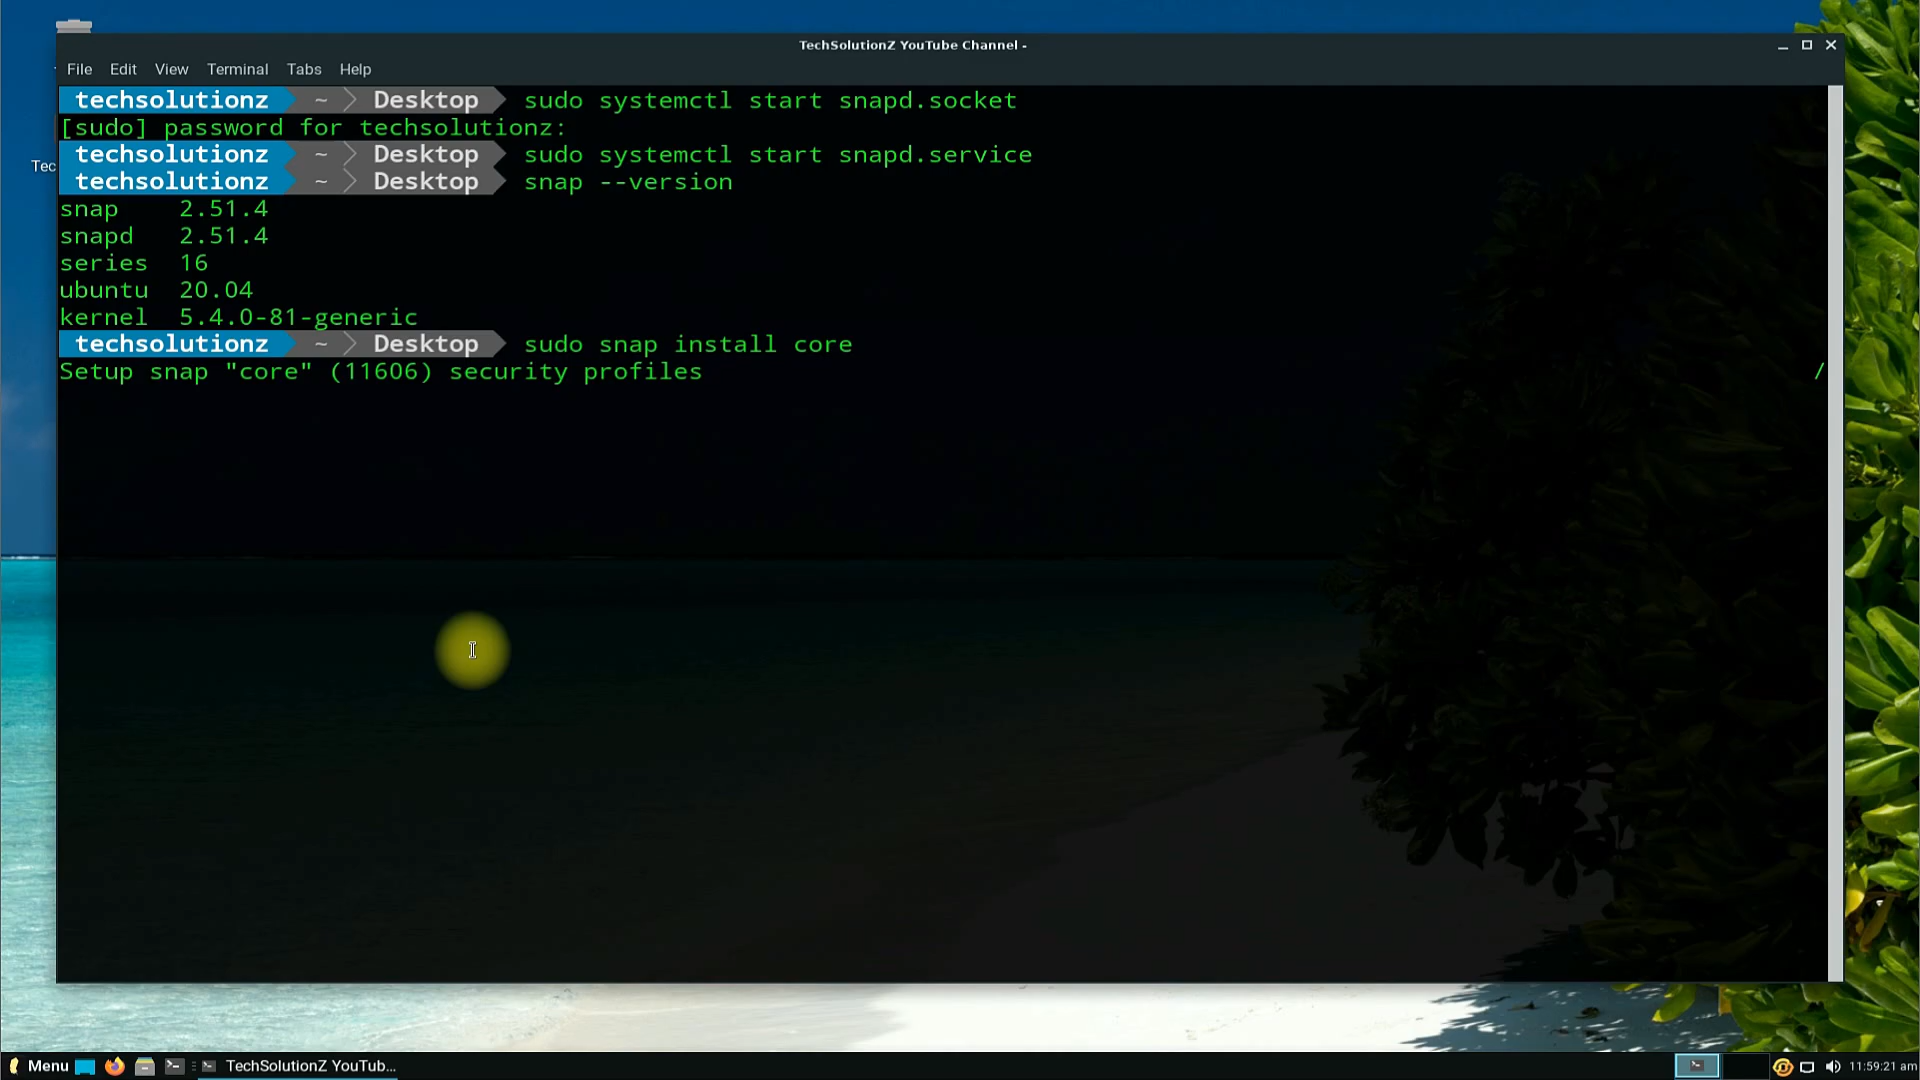 TechSolutionZ YouTube Channel -
File Edit View Terminal Tabs Help
techsolutionz ~ Desktop sudo systemctl start snapd.socket
[sudo] password for techsolutionz:
Tec
techsolutionz ~ Desktop sudo systemctl start snapd.service
techsolutionz ~ Desktop snap --version
snap 2.51.4
snapd 2.51.4
series 16
ubuntu 20.04
kernel 5.4.0-81-generic
techsolutionz ~ Desktop sudo snap install core
Setup snap "core" (11606) security profiles /
Menu TechSolutionZ YouTub... 11:59:21 am